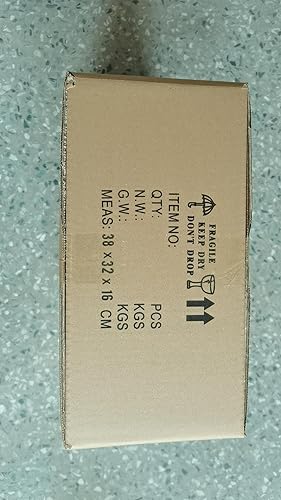 FRAGILE
KEEP DRY
DON'T DROP
ITEM NO:
QTY: PCS
N.W.: KGS
G.W.: KGS
MEAS: 38 X 32 X 16 CM